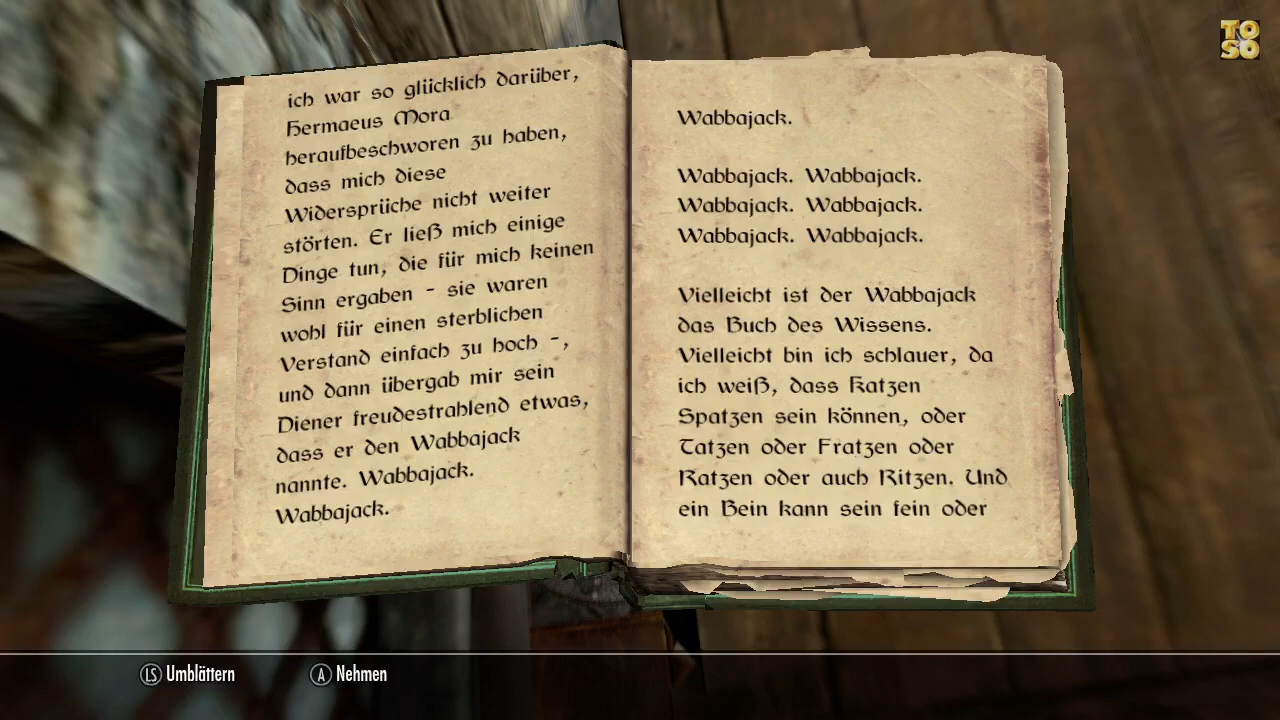 ich war so glücklich darüber,
Hermaeus Mora
heraufbeschworen zu haben,
dass mich diese
Widersprüche nicht weiter
störten. Er ließ mich einige
Dinge tun, die für mich keinen
Sinn ergaben - sie waren
wohl für einen sterblichen
Verstand einfach zu hoch -,
und dann übergab mir sein
Diener freudestrahlend etwas,
dass er den Wabbajack
nannte. Wabbajack.
Wabbajack.
Wabbajack.
Wabbajack. Wabbajack.
Wabbajack. Wabbajack.
Wabbajack. Wabbajack.
Vielleicht ist der Wabbajack
das Buch des Wissens.
Vielleicht bin ich schlauer, da
ich weiß, dass Katzen
Spatzen sein können, oder
Tatzen oder Fratzen oder
Ratzen oder auch Ritzen. Und
ein Bein kann sein fein oder
TO
SO
LS Umblättern
A Nehmen